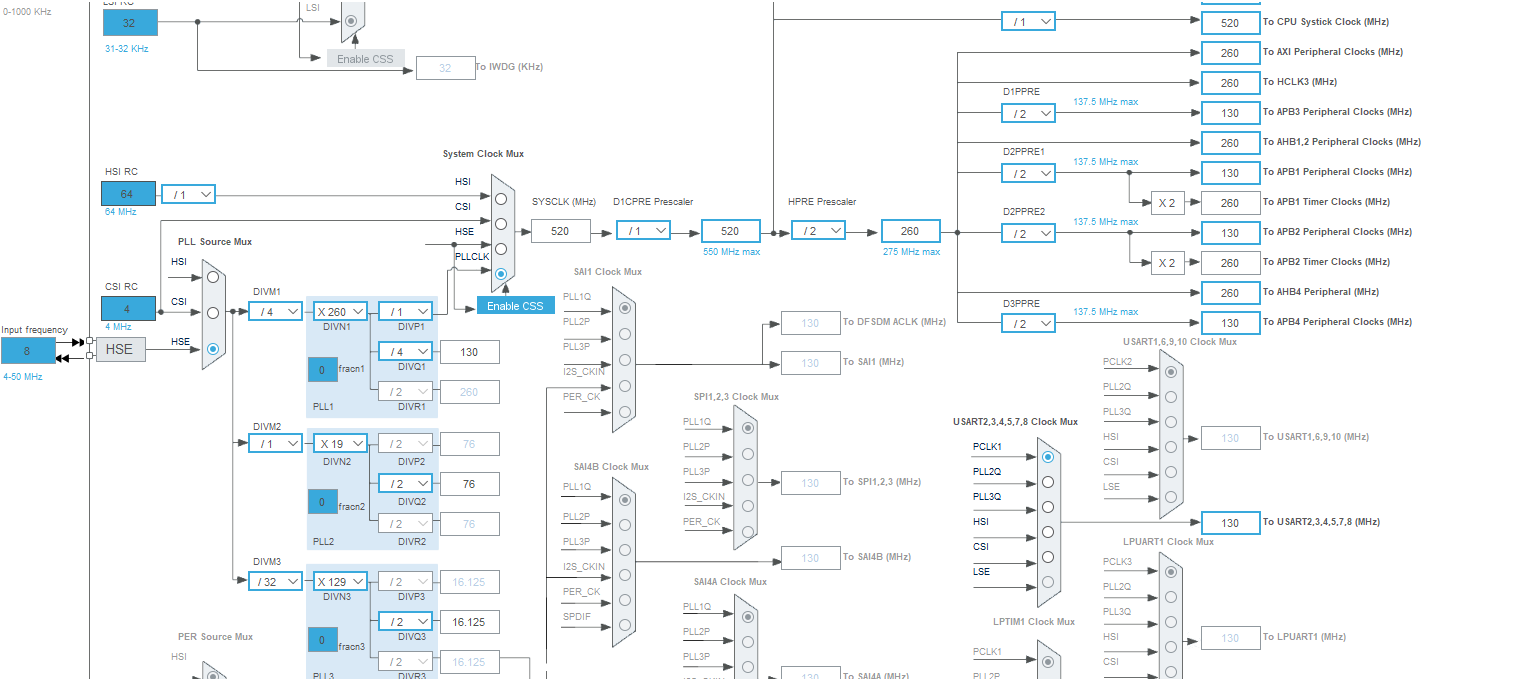 0-1000 KHz
32
31-32 KHz
LSI
Enable CSS
32
To IWDG (KHz)
/ 1
520
To CPU Systick Clock (MHz)
260
To AXI Peripheral Clocks (MHz)
260
To HCLK3 (MHz)
D1PPRE
/ 2
137.5 MHz max
130
To APB3 Peripheral Clocks (MHz)
260
To AHB1,2 Peripheral Clocks (MHz)
D2PPRE1
/ 2
137.5 MHz max
130
To APB1 Peripheral Clocks (MHz)
X 2
260
To APB1 Timer Clocks (MHz)
D2PPRE2
/ 2
137.5 MHz max
130
To APB2 Peripheral Clocks (MHz)
X 2
260
To APB2 Timer Clocks (MHz)
260
To AHB4 Peripheral (MHz)
D3PPRE
/ 2
137.5 MHz max
130
To APB4 Peripheral Clocks (MHz)
System Clock Mux
HSI RC
64
64 MHz
/ 1
HSI
CSI
HSE
PLLCLK
SYSCLK (MHz)
520
D1CPRE Prescaler
/ 1
520
550 MHz max
HPRE Prescaler
/ 2
260
275 MHz max
Enable CSS
PLL Source Mux
HSI
CSI
HSE
CSI RC
4
4 MHz
Input frequency
8
4-50 MHz
HSE
DIVM1
/ 4
X 260
DIVN1
/ 1
DIVP1
0
fracn1
/ 4
DIVQ1
130
/ 2
DIVR1
260
PLL1
DIVM2
/ 1
X 19
DIVN2
/ 2
DIVP2
76
0
fracn2
/ 2
DIVQ2
76
/ 2
DIVR2
76
PLL2
DIVM3
/ 32
X 129
DIVN3
/ 2
DIVP3
16.125
0
fracn3
/ 2
DIVQ3
16.125
/ 2
DIVR3
16.125
PLL3
PER Source Mux
HSI
SAI1 Clock Mux
PLL1Q
PLL2P
PLL3P
I2S_CKIN
PER_CK
130
To DFSDM ACLK (MHz)
130
To SAI1 (MHz)
SPI1,2,3 Clock Mux
PLL1Q
PLL2P
PLL3P
I2S_CKIN
PER_CK
130
To SPI1,2,3 (MHz)
SAI4B Clock Mux
PLL1Q
PLL2P
PLL3P
I2S_CKIN
PER_CK
SPDIF
130
To SAI4B (MHz)
SAI4A Clock Mux
PLL1Q
PLL2P
PLL3P
130
To SAI4A (MHz)
USART2,3,4,5,7,8 Clock Mux
PCLK1
PLL2Q
PLL3Q
HSI
CSI
LSE
130
To USART2,3,4,5,7,8 (MHz)
USART1,6,9,10 Clock Mux
PCLK2
PLL2Q
PLL3Q
HSI
CSI
LSE
130
To USART1,6,9,10 (MHz)
LPUART1 Clock Mux
PCLK3
PLL2Q
PLL3Q
HSI
CSI
130
To LPUART1 (MHz)
LPTIM1 Clock Mux
PCLK1
PLL2P